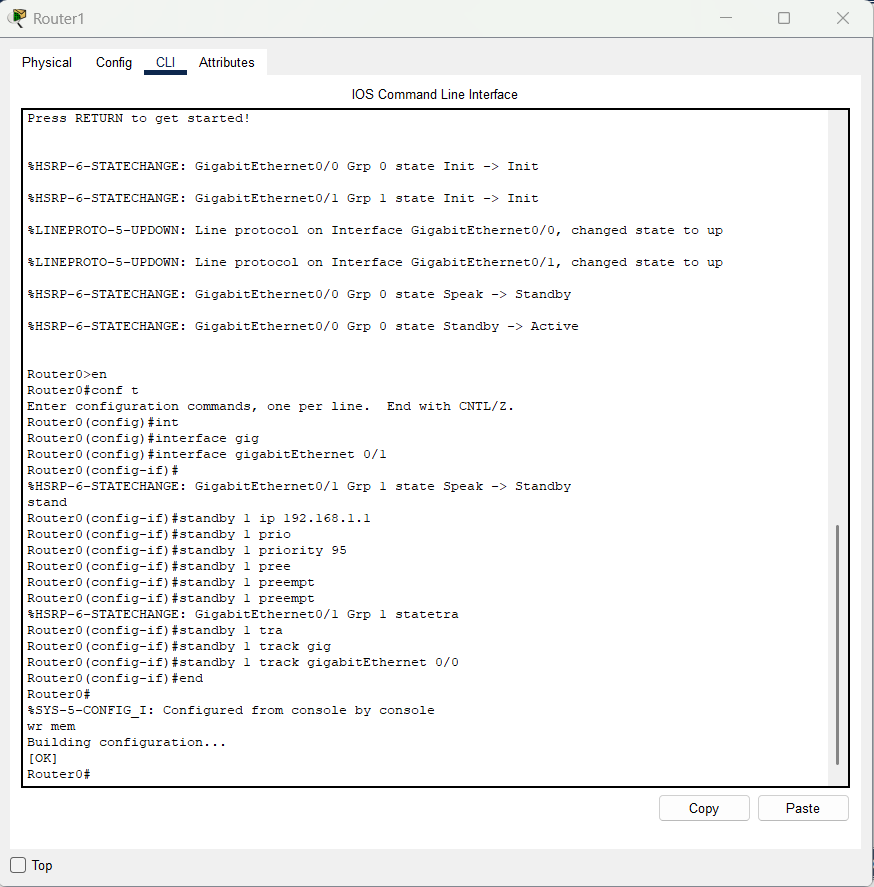 Router1
Physical Config CLI Attributes
IOS Command Line Interface
Press RETURN to get started!
%HSRP-6-STATECHANGE: GigabitEthernet0/0 Grp 0 state Init -> Init
%HSRP-6-STATECHANGE: GigabitEthernet0/1 Grp 1 state Init -> Init
%LINEPROTO-5-UPDOWN: Line protocol on Interface GigabitEthernet0/0, changed state to up
%LINEPROTO-5-UPDOWN: Line protocol on Interface GigabitEthernet0/1, changed state to up
%HSRP-6-STATECHANGE: GigabitEthernet0/0 Grp 0 state Speak -> Standby
%HSRP-6-STATECHANGE: GigabitEthernet0/0 Grp 0 state Standby -> Active
Router0>en
Router0#conf t
Enter configuration commands, one per line.  End with CNTL/Z.
Router0(config)#int
Router0(config)#interface gig
Router0(config)#interface gigabitEthernet 0/1
Router0(config-if)#
%HSRP-6-STATECHANGE: GigabitEthernet0/1 Grp 1 state Speak -> Standby
stand
Router0(config-if)#standby 1 ip 192.168.1.1
Router0(config-if)#standby 1 prio
Router0(config-if)#standby 1 priority 95
Router0(config-if)#standby 1 pree
Router0(config-if)#standby 1 preempt
Router0(config-if)#standby 1 preempt
%HSRP-6-STATECHANGE: GigabitEthernet0/1 Grp 1 statetra
Router0(config-if)#standby 1 tra
Router0(config-if)#standby 1 track gig
Router0(config-if)#standby 1 track gigabitEthernet 0/0
Router0(config-if)#end
Router0#
%SYS-5-CONFIG_I: Configured from console by console
wr mem
Building configuration...
[OK]
Router0#
Copy Paste
Top